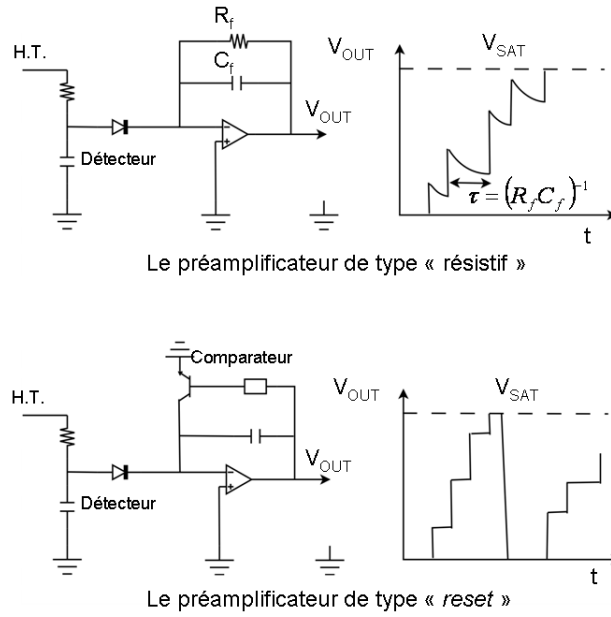 R_f
H.T.
C_f
V_OUT
Détecteur
V_OUT
V_SAT
τ = (R_f C_f)^-1
t
Le préamplificateur de type « résistif »
Comparateur
H.T.
V_OUT
Détecteur
V_OUT
V_SAT
t
Le préamplificateur de type « reset »